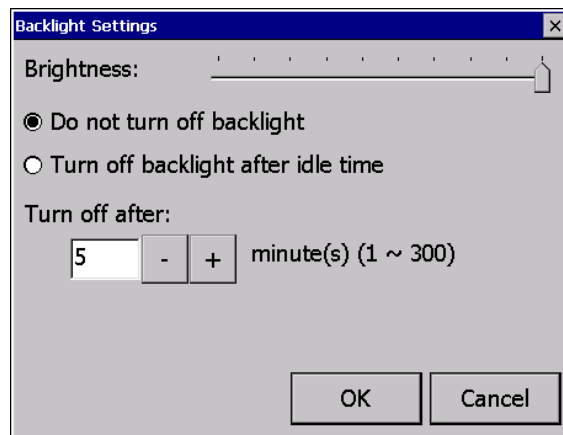 Backlight Settings
Brightness:
Do not turn off backlight
Turn off backlight after idle time
Turn off after:
5 - + minute(s) (1 ~ 300)
OK Cancel